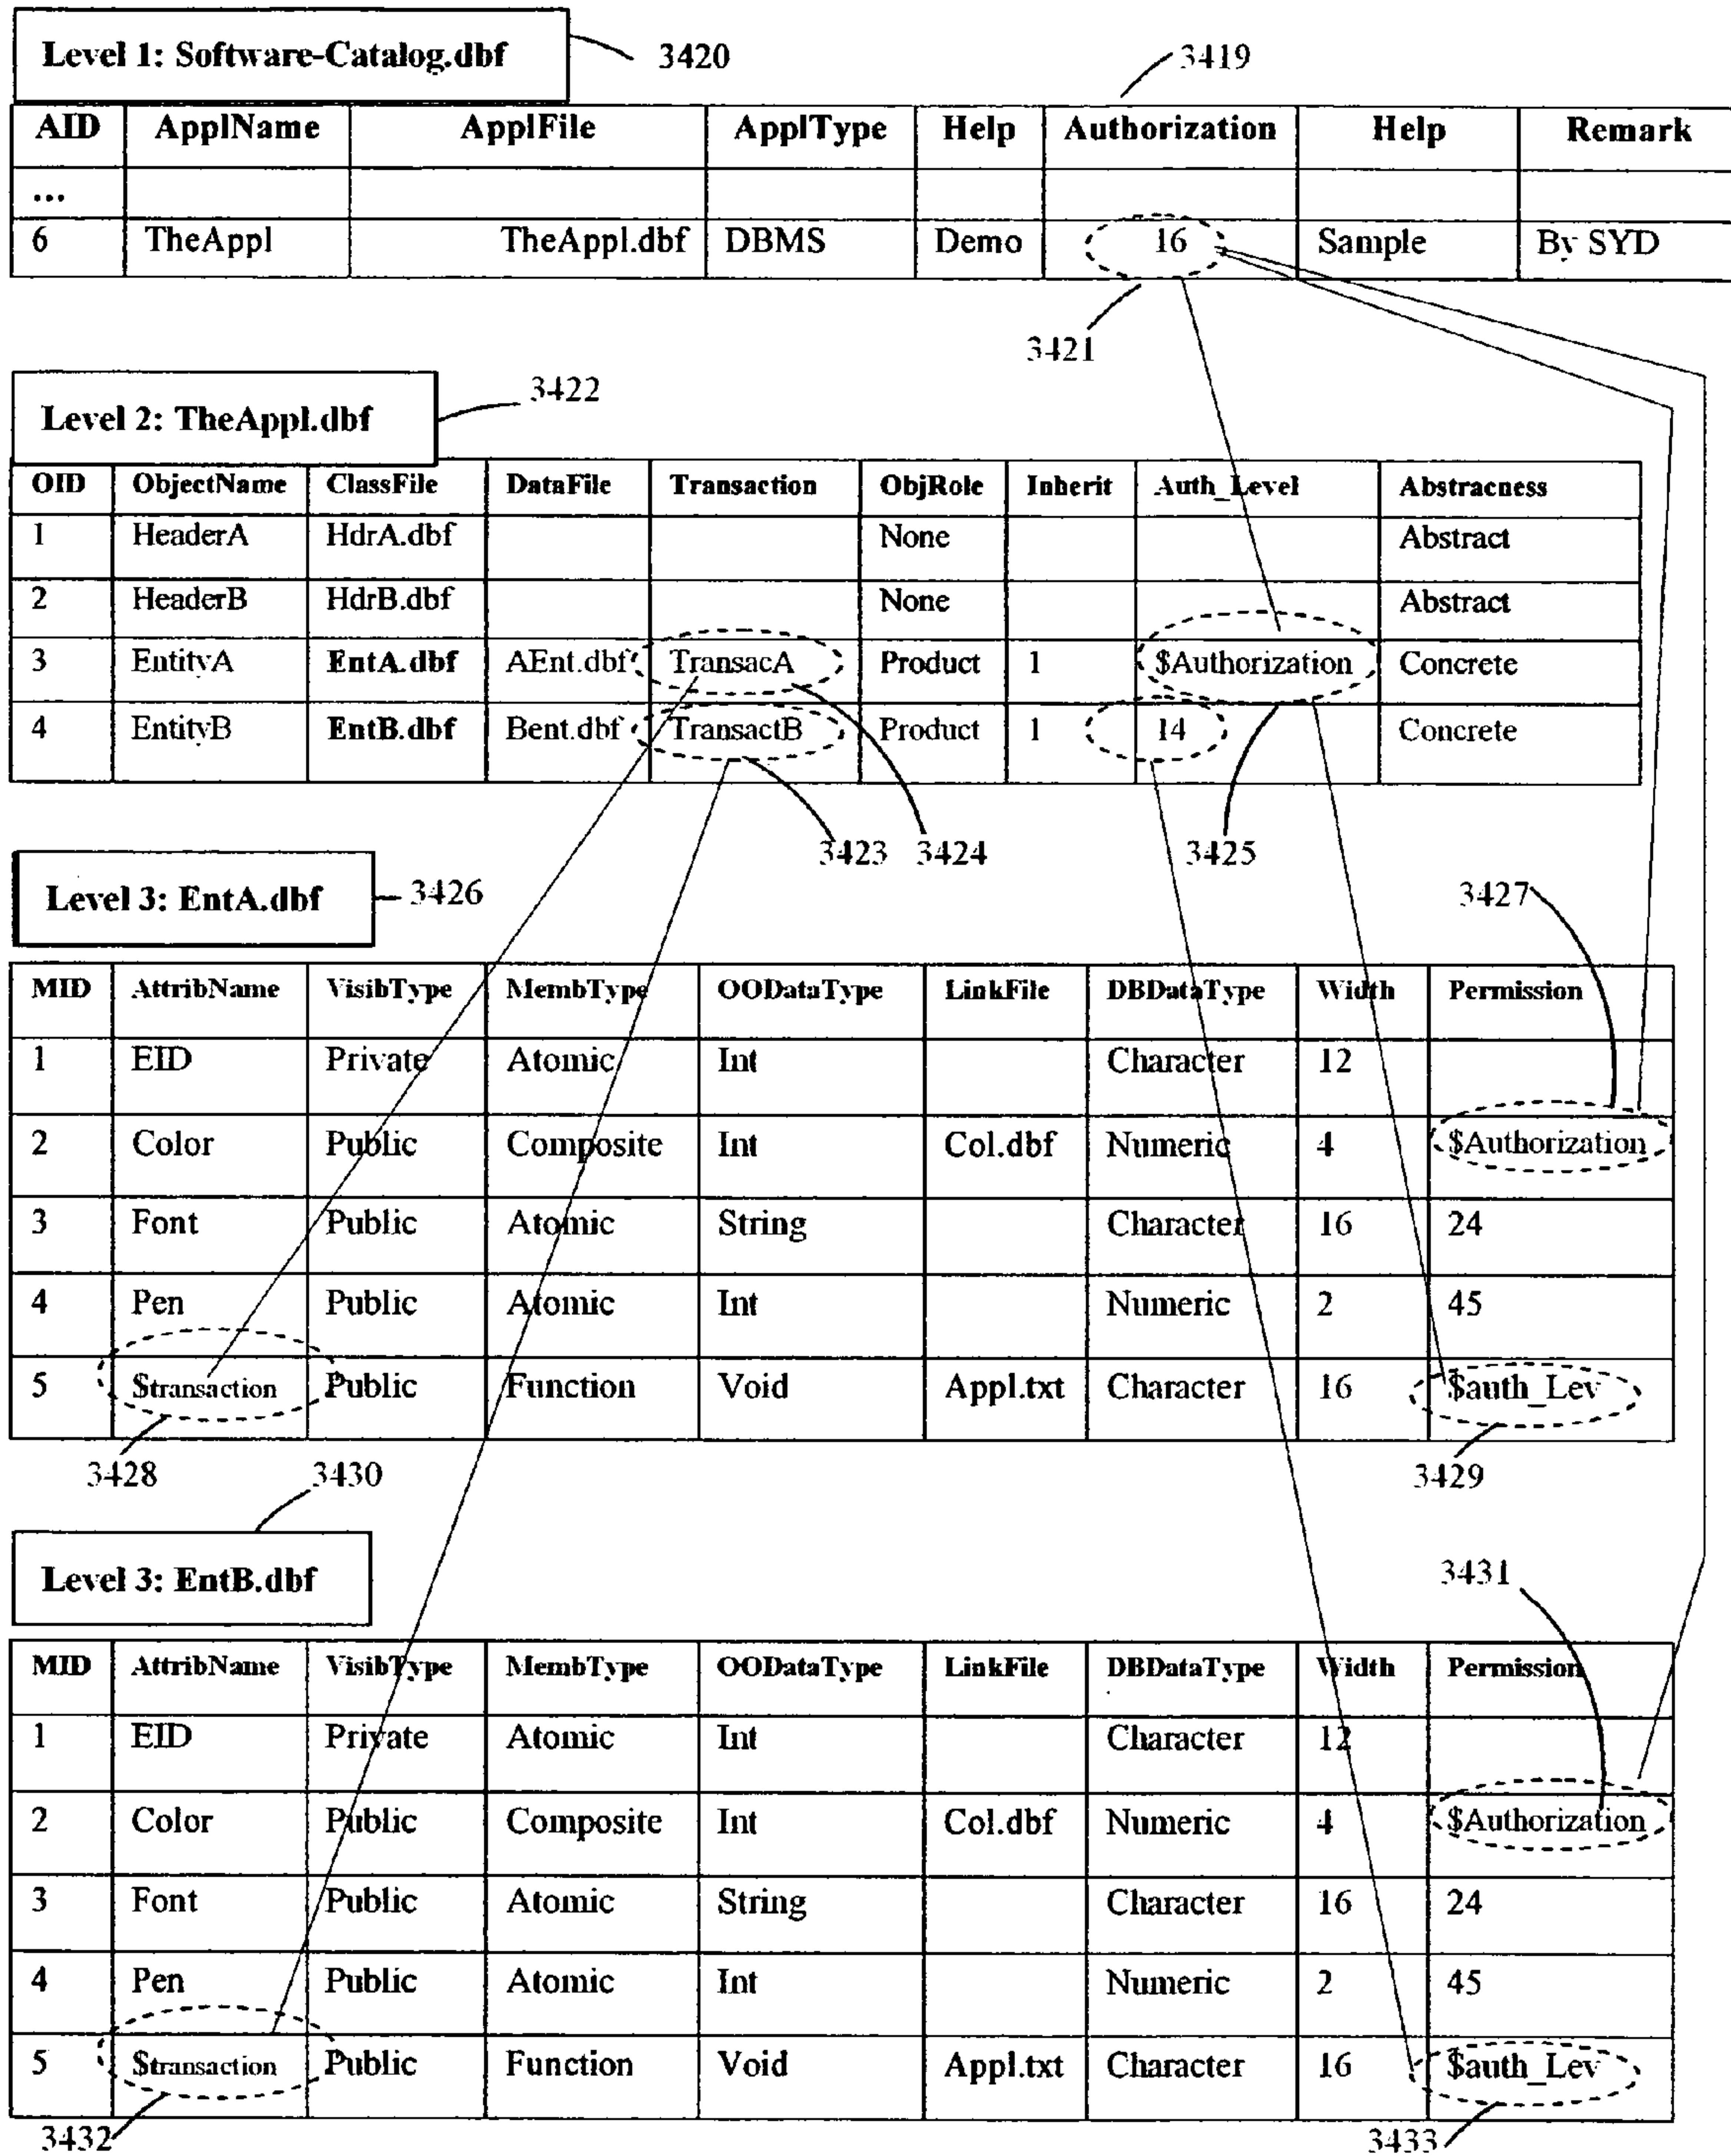 Level 1: Software-Catalog.dbf 3420 3419
AID ApplName ApplFile ApplType Help Authorization Help Remark
...
6 TheAppl TheAppl.dbf DBMS Demo 16 Sample By SYD
3421
Level 2: TheAppl.dbf 3422
OID ObjectName ClassFile DataFile Transaction ObjRole Inherit Auth_Level Abstracness
1 HeaderA HdrA.dbf None Abstract
2 HeaderB HdrB.dbf None Abstract
3 EntityA EntA.dbf AEnt.dbf TransacA Product 1 $Authorization Concrete
4 EntityB EntB.dbf Bent.dbf TransactB Product 1 14 Concrete
3423 3424 3425
Level 3: EntA.dbf 3426 3427
MID AttribName VisibType MembType OODataType LinkFile DBDataType Width Permission
1 EID Private Atomic Int Character 12
2 Color Public Composite Int Col.dbf Numeric 4 $Authorization
3 Font Public Atomic String Character 16 24
4 Pen Public Atomic Int Numeric 2 45
5 $transaction Public Function Void Appl.txt Character 16 $auth_Lev
3428 3430 3429
Level 3: EntB.dbf 3431
MID AttribName VisibType MembType OODataType LinkFile DBDataType Width Permission
1 EID Private Atomic Int Character 12
2 Color Public Composite Int Col.dbf Numeric 4 $Authorization
3 Font Public Atomic String Character 16 24
4 Pen Public Atomic Int Numeric 2 45
5 $transaction Public Function Void Appl.txt Character 16 $auth_Lev
3432 3433